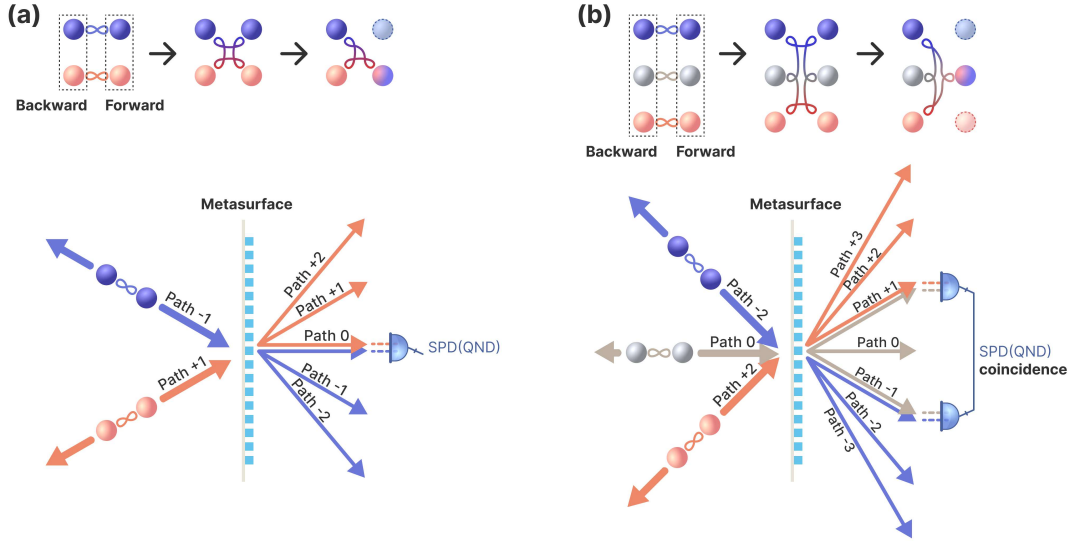 (a)
Backward Forward
Metasurface
Path -1
Path +1
Path +2
Path +1
Path 0
Path -1
Path -2
SPD(QND)
(b)
Backward Forward
Metasurface
Path -2
Path 0
Path +2
Path +3
Path +2
Path +1
Path 0
Path -1
Path -2
Path -3
SPD(QND)
coincidence